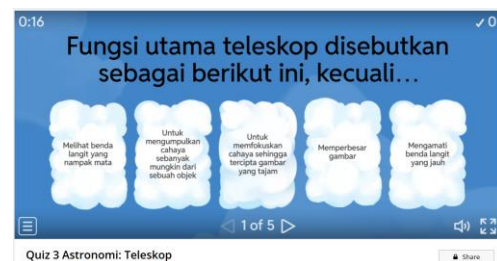 0:16
✓ 0
Fungsi utama teleskop disebutkan
sebagai berikut ini, kecuali…
Melihat benda
langit yang
nampak mata
Untuk
mengumpulkan
cahaya
sebanyak
mungkin dari
sebuah objek
Untuk
memfokuskan
cahaya sehingga
tercipta gambar
yang tajam
Memperbesar
gambar
Mengamati
benda langit
yang jauh
1 of 5
Quiz 3 Astronomi: Teleskop
Share